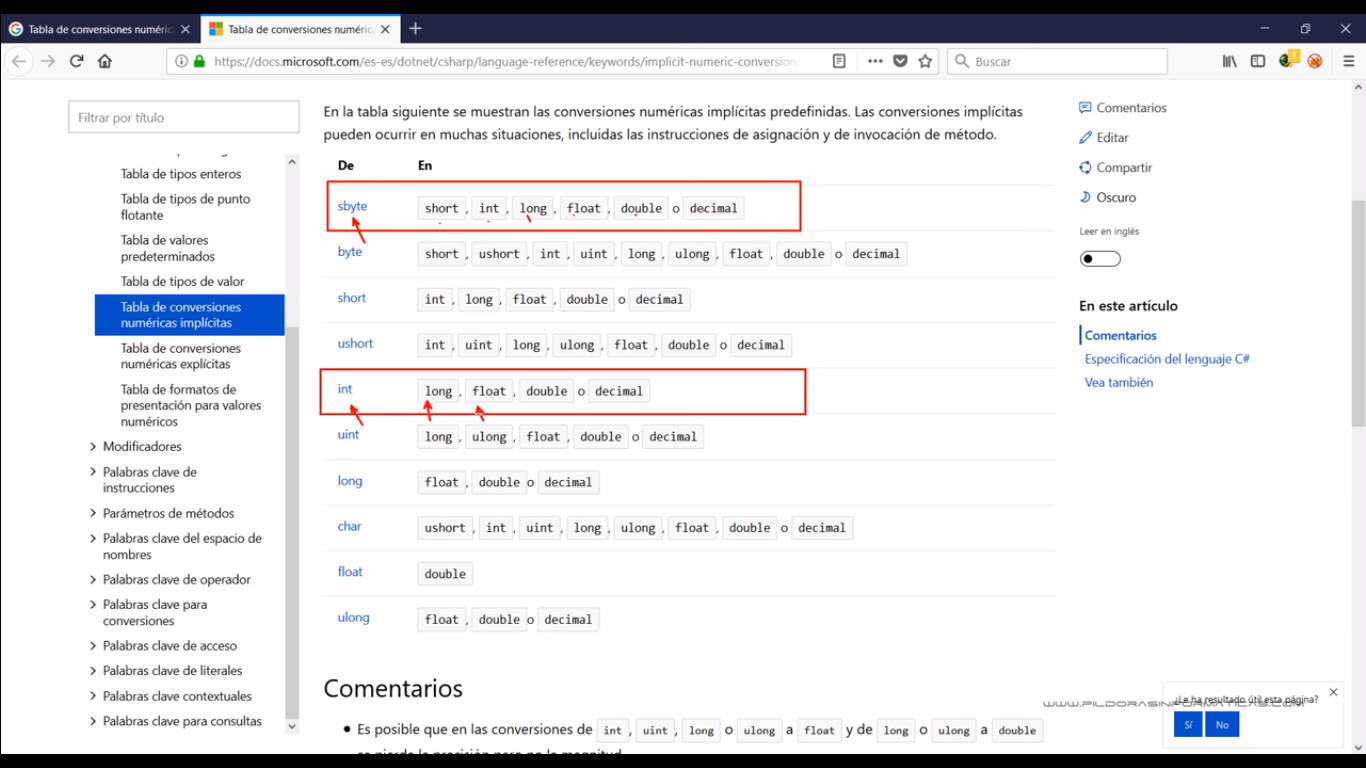 Tabla de conversiones numéric
Tabla de conversiones numéric
https://docs.microsoft.com/es-es/dotnet/csharp/language-reference/keywords/implicit-numeric-conversion
Buscar
Filtrar por título
Tabla de tipos enteros
Tabla de tipos de punto
flotante
Tabla de valores
predeterminados
Tabla de tipos de valor
Tabla de conversiones
numéricas implícitas
Tabla de conversiones
numéricas explícitas
Tabla de formatos de
presentación para valores
numéricos
Modificadores
Palabras clave de
instrucciones
Parámetros de métodos
Palabras clave del espacio de
nombres
Palabras clave de operador
Palabras clave para
conversiones
Palabras clave de acceso
Palabras clave de literales
Palabras clave contextuales
Palabras clave para consultas
En la tabla siguiente se muestran las conversiones numéricas implícitas predefinidas. Las conversiones implícitas
pueden ocurrir en muchas situaciones, incluidas las instrucciones de asignación y de invocación de método.
De En
sbyte short , int , long , float , double o decimal
byte short , ushort , int , uint , long , ulong , float , double o decimal
short int , long , float , double o decimal
ushort int , uint , long , ulong , float , double o decimal
int long , float , double o decimal
uint long , ulong , float , double o decimal
long float , double o decimal
char ushort , int , uint , long , ulong , float , double o decimal
float double
ulong float , double o decimal
Comentarios
• Es posible que en las conversiones de int , uint , long o ulong a float y de long o ulong a double
se pierda la precisión pero no la magnitud
Comentarios
Editar
Compartir
Oscuro
Leer en inglés
En este artículo
Comentarios
Especificación del lenguaje C#
Vea también
¿Le ha resultado útil esta página?
WWW.PILDORASINFORMATICAS.COM
Sí No